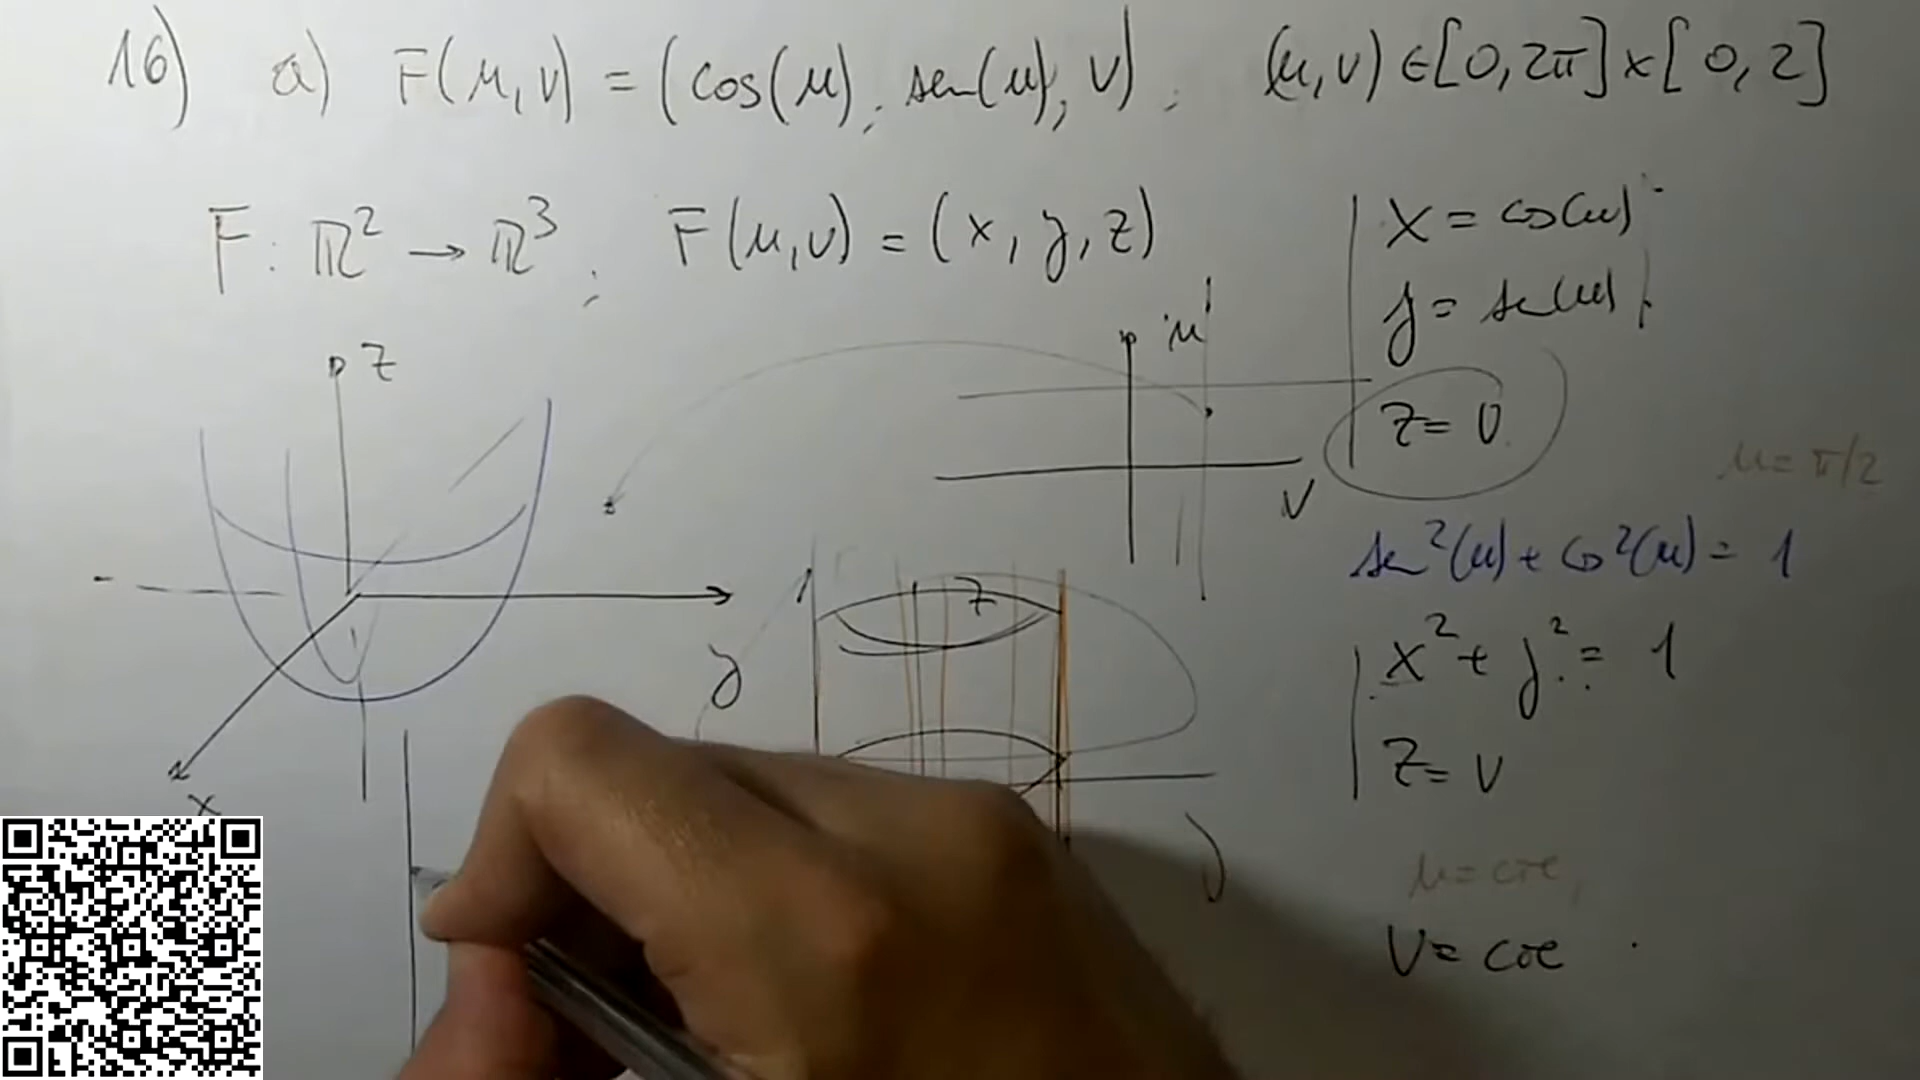 16) a) F(μ,v) = (cos(μ), sen(μ), v), (μ,v) ∈ [0,2π] x [0,2]
F: ℝ² → ℝ³; F(μ,v) = (x, y, z)
x = cos(u)
y = sen(u)
z = v
z
μ
v
μ = π/2
sen²(u) + co²(u) = 1
z
y
x² + y² = 1
z = v
x
y
μ = cte,
v = cte